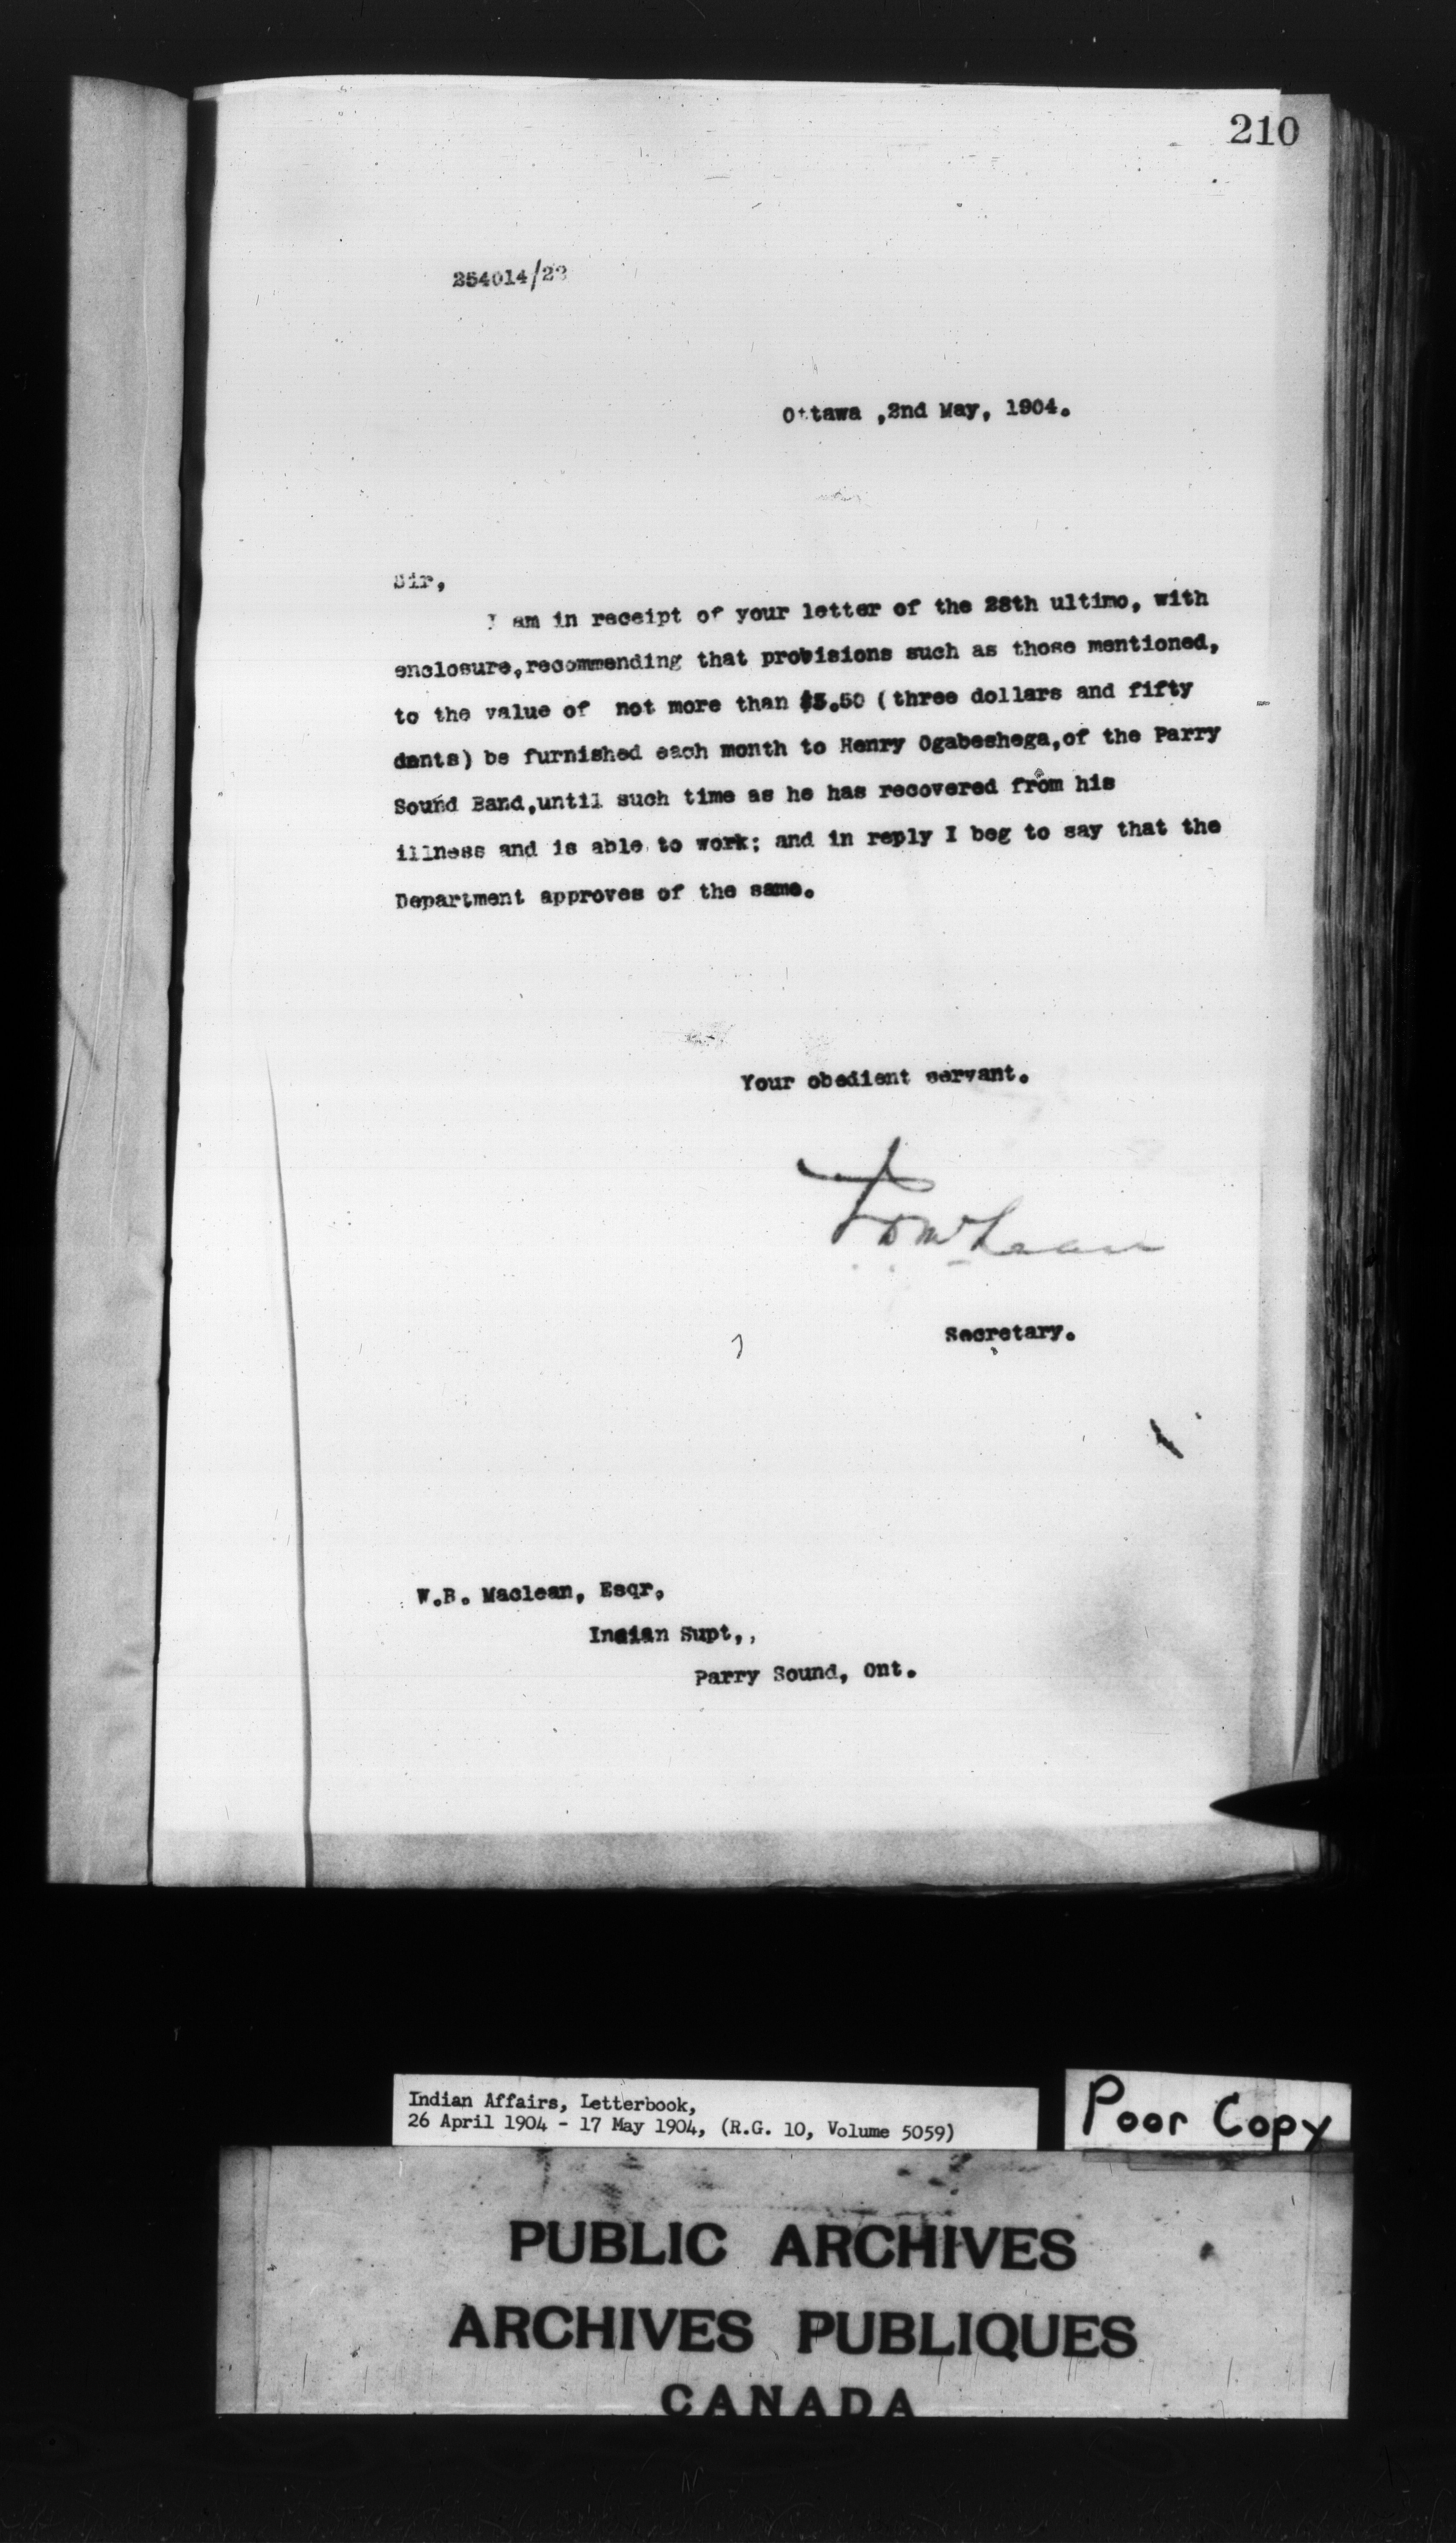 210
254014/23
Ottawa ,2nd May, 1904.
Sir,
I am in receipt of your letter of the 28th ultimo, with
enclosure,recommending that provisions such as those mentioned,
to the value of not more than $3.50 (three dollars and fifty
dents) be furnished each month to Henry Ogabeshega,of the Parry
Sound Band,until such time as he has recovered from his
illness and is able to work; and in reply I beg to say that the
Department approves of the same.
Your obedient servant.
McLean
Secretary.
W.B. Maclean, Esqr,
Indian Supt,,
Parry Sound, Ont.
Indian Affairs, Letterbook,
26 April 1904 - 17 May 1904, (R.G. 10, Volume 5059)
Poor Copy
PUBLIC ARCHIVES
ARCHIVES PUBLIQUES
CANADA